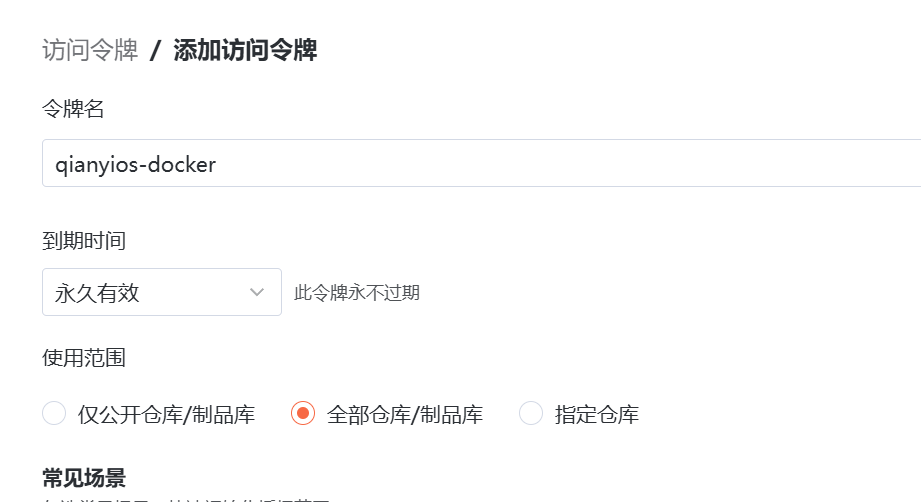 访问令牌 / 添加访问令牌
令牌名
qianyios-docker
到期时间
永久有效 此令牌永不过期
使用范围
仅公开仓库/制品库 全部仓库/制品库 指定仓库
常见场景